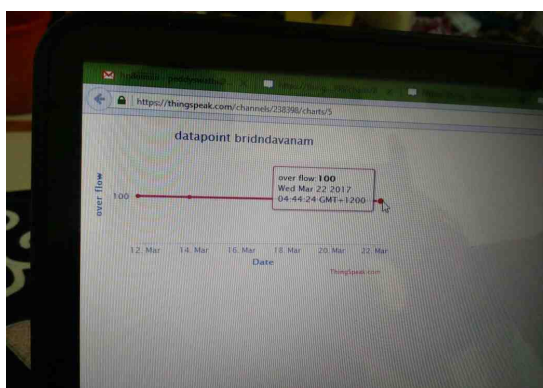 https://thingspeak.com/channels/238398/charts/5
datapoint bridndavanam
over flow
100
over flow:100
Wed Mar 22 2017
04:44:24 GMT+1200
12. Mar 14. Mar 16. Mar 18. Mar 20. Mar 22. Mar
Date
ThingSpeak.com